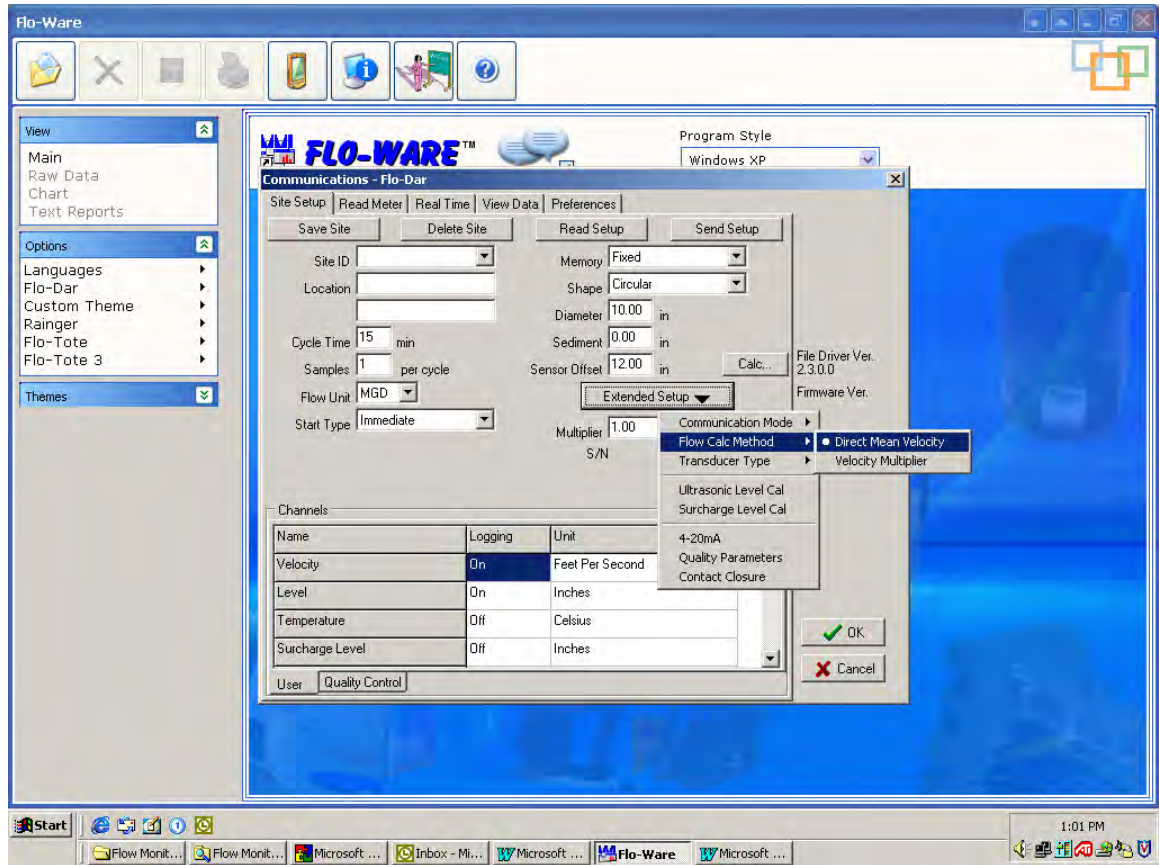 Flo-Ware
View
Main
Raw Data
Chart
Text Reports
Options
Languages
Flo-Dar
Custom Theme
Rainger
Flo-Tote
Flo-Tote 3
Themes
FLO-WARE™
Program Style
Windows XP
Communications - Flo-Dar
Site Setup Read Meter Real Time View Data Preferences
Save Site Delete Site Read Setup Send Setup
Site ID
Location
Cycle Time 15 min
Samples 1 per cycle
Flow Unit MGD
Start Type Immediate
Memory Fixed
Shape Circular
Diameter 10.00 in
Sediment 0.00 in
Sensor Offset 12.00 in Calc...
Extended Setup
Multiplier 1.00
S/N
File Driver Ver.
2.3.0.0
Firmware Ver.
Communication Mode
Flow Calc Method
Transducer Type
Ultrasonic Level Cal
Surcharge Level Cal
4-20mA
Quality Parameters
Contact Closure
Direct Mean Velocity
Velocity Multiplier
Channels
Name Logging Unit
Velocity On Feet Per Second
Level On Inches
Temperature Off Celsius
Surcharge Level Off Inches
User Quality Control
OK
Cancel
Start
1:01 PM
Flow Monit... Flow Monit... Microsoft ... Inbox - Mi... Microsoft ... Flo-Ware Microsoft ...